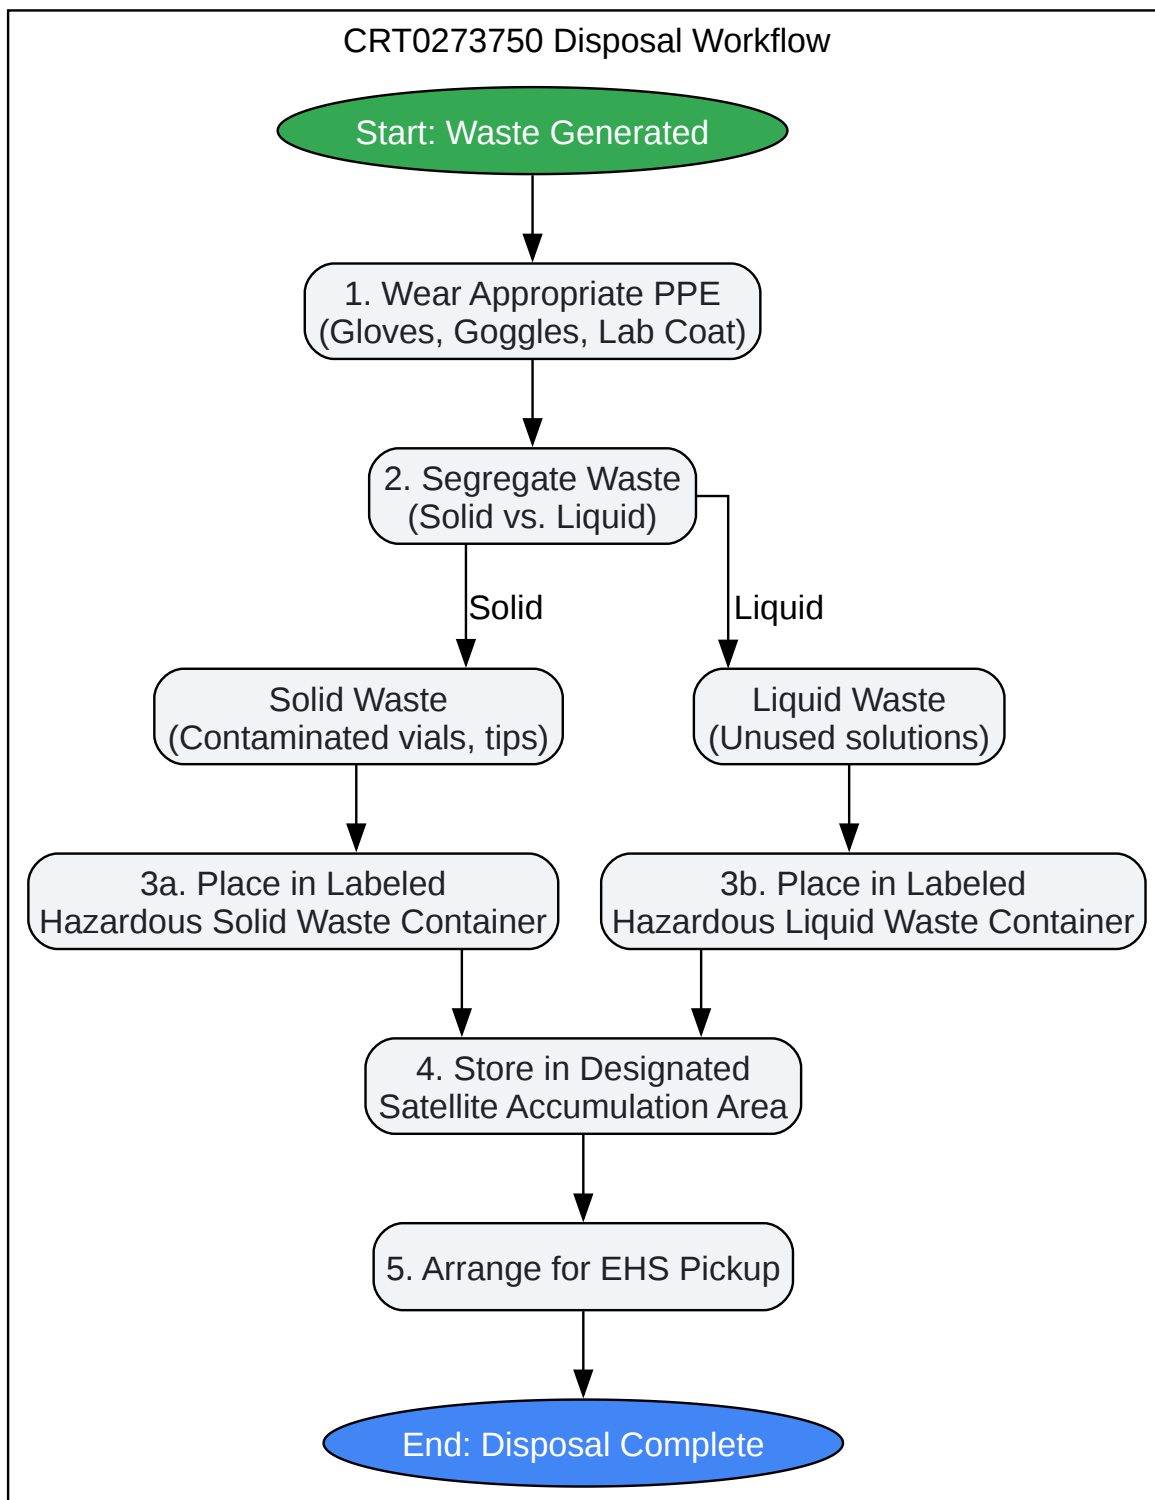 CRT0273750 Disposal Workflow
Start: Waste Generated
1. Wear Appropriate PPE
(Gloves, Goggles, Lab Coat)
2. Segregate Waste
(Solid vs. Liquid)
Solid
Liquid
Solid Waste
(Contaminated vials, tips)
Liquid Waste
(Unused solutions)
3a. Place in Labeled
Hazardous Solid Waste Container
3b. Place in Labeled
Hazardous Liquid Waste Container
4. Store in Designated
Satellite Accumulation Area
5. Arrange for EHS Pickup
End: Disposal Complete